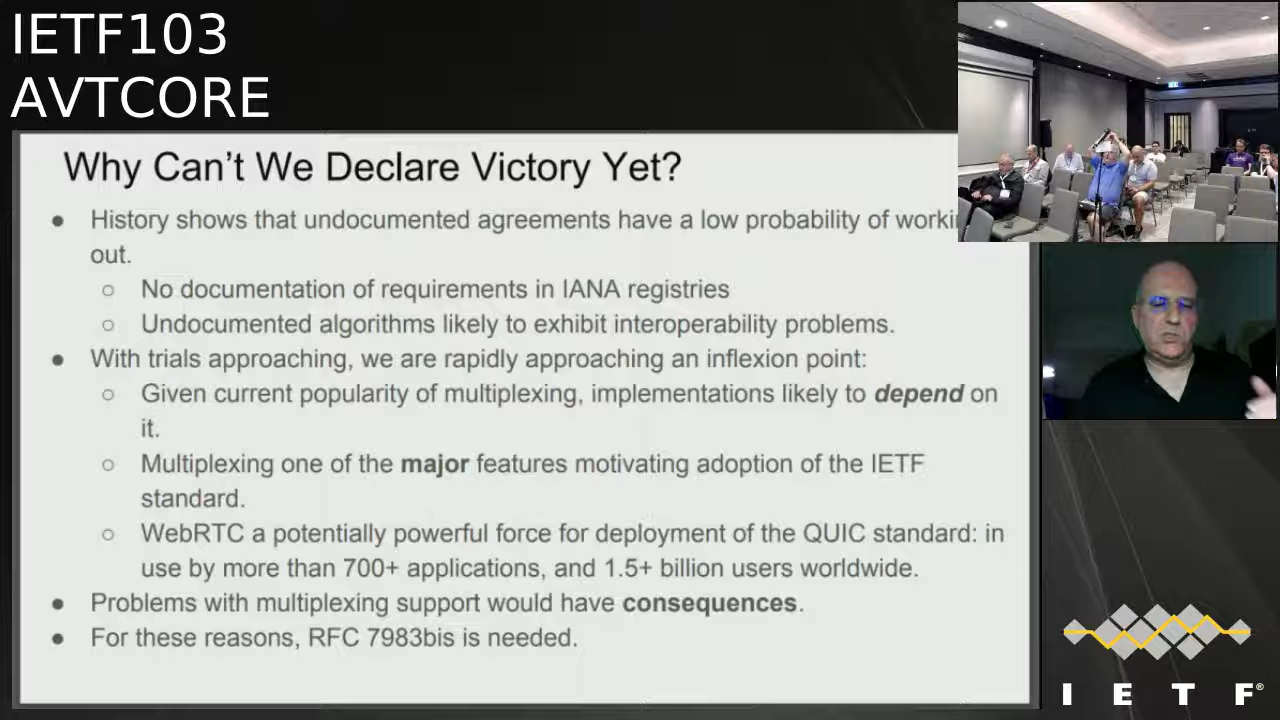 IETF103
AVTCORE
Why Can't We Declare Victory Yet?
● History shows that undocumented agreements have a low probability of
out.
○ No documentation of requirements in IANA registries
○ Undocumented algorithms likely to exhibit interoperability problems.
● With trials approaching, we are rapidly approaching an inflexion point:
○ Given current popularity of multiplexing, implementations likely to depend on
it.
○ Multiplexing one of the major features motivating adoption of the IETF
standard.
○ WebRTC a potentially powerful force for deployment of the QUIC standard: in
use by more than 700+ applications, and 1.5+ billion users worldwide.
● Problems with multiplexing support would have consequences.
● For these reasons, RFC 7983bis is needed.
I E T F®